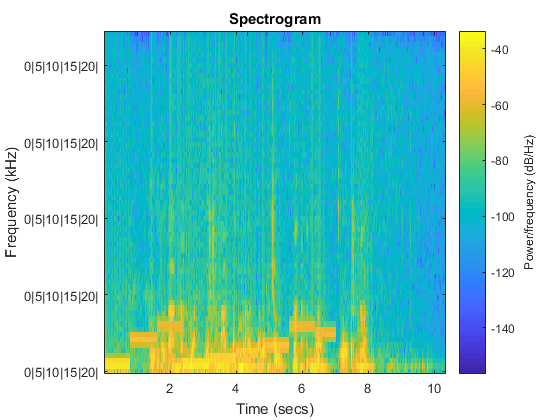 Spectrogram
0|5|10|15|20|
0|5|10|15|20|
0|5|10|15|20|
0|5|10|15|20|
0|5|10|15|20|
Frequency (kHz)
2 4 6 8 10
Time (secs)
-40
-60
-80
-100
-120
-140
Power/frequency (dB/Hz)